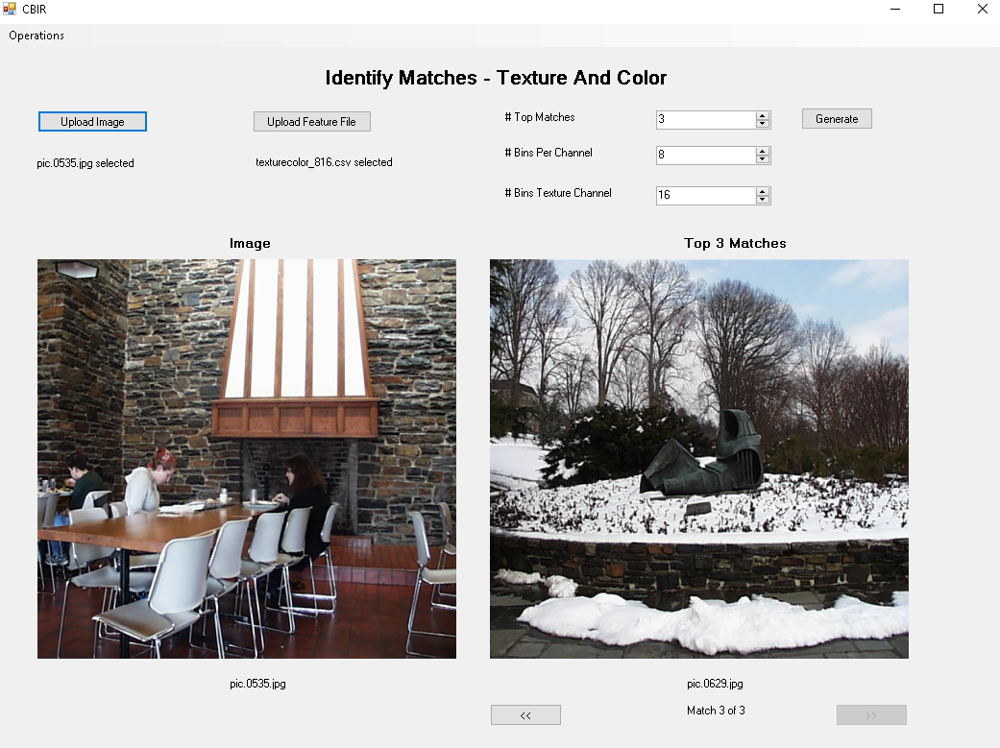 CBIR
Operations
Identify Matches - Texture And Color
Upload Image
Upload Feature File
# Top Matches
3
Generate
pic.0535.jpg selected
texturecolor_816.csv selected
# Bins Per Channel
8
# Bins Texture Channel
16
Image
Top 3 Matches
pic.0535.jpg
pic.0629.jpg
<<
Match 3 of 3
>>